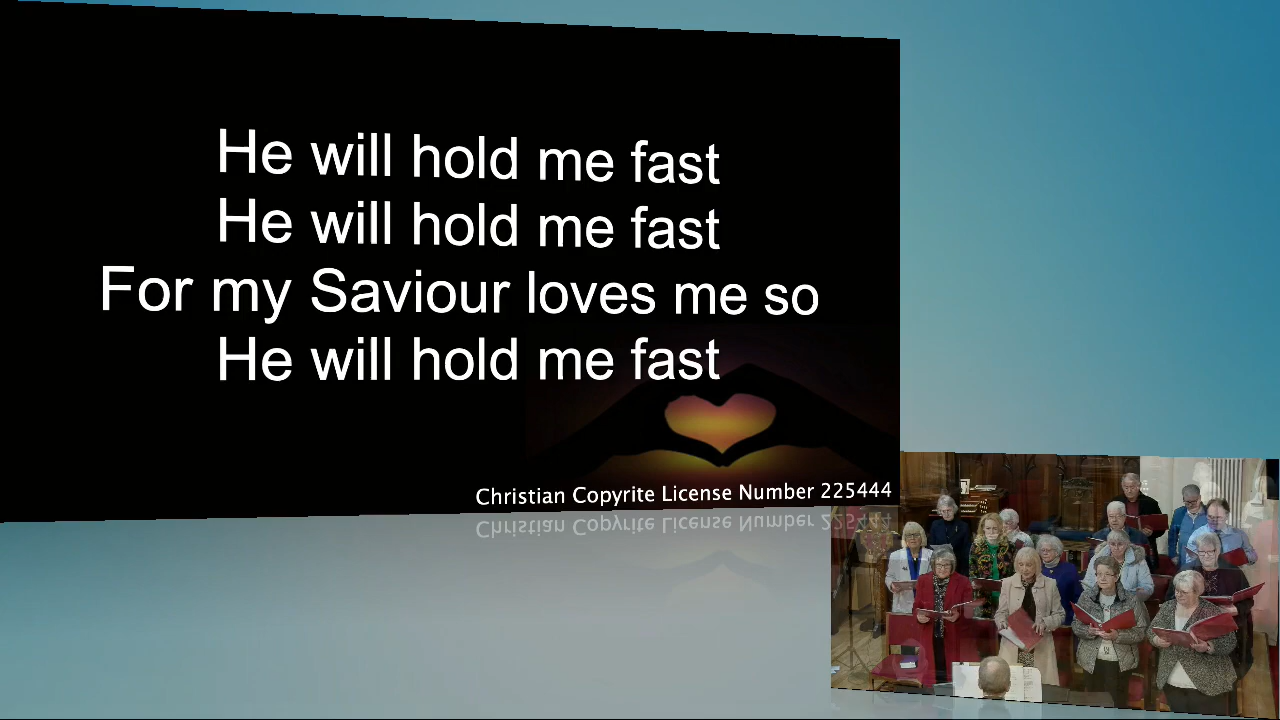 He will hold me fast
He will hold me fast
For my Saviour loves me so
He will hold me fast
Christian Copyrite License Number 225444